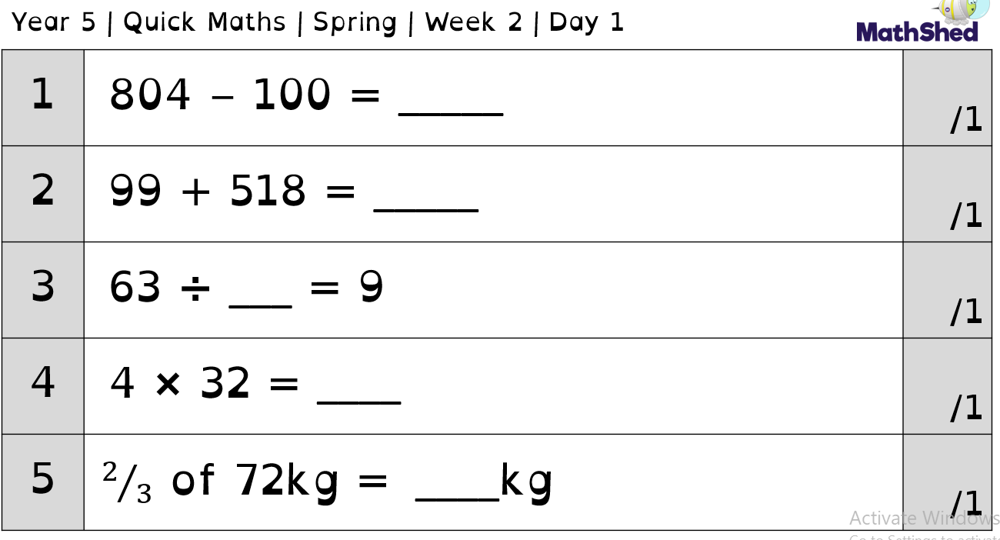 Year 5 | Quick Maths | Spring | Week 2 | Day 1
MathShed
1 804 – 100 = _____ /1
2 99 + 518 = _____ /1
3 63 ÷ ___ = 9 /1
4 4 × 32 = ____ /1
5 2/3 of 72kg = ____kg /1
Activate Windows